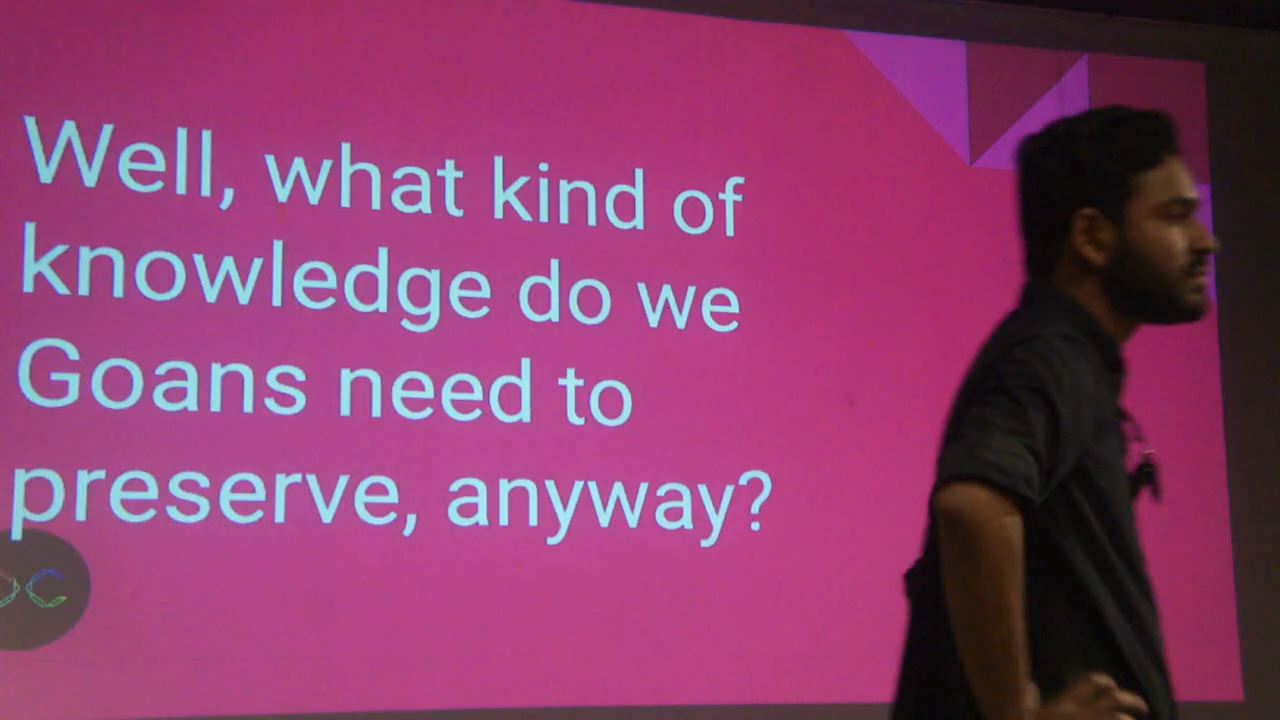 Well, what kind of
knowledge do we
Goans need to
preserve, anyway?